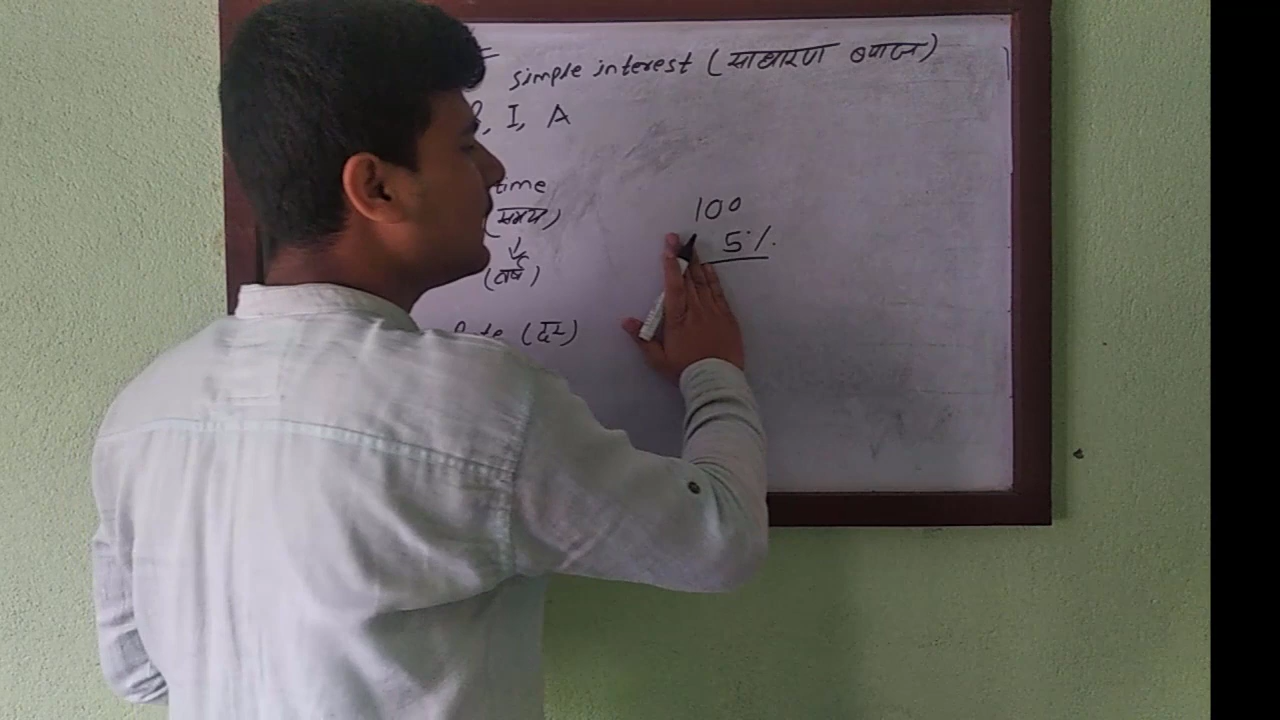 simple interest (साधारण ब्याज)
, I, A
time
(समय)
↓
(वर्ष)
(दर)
100
5%